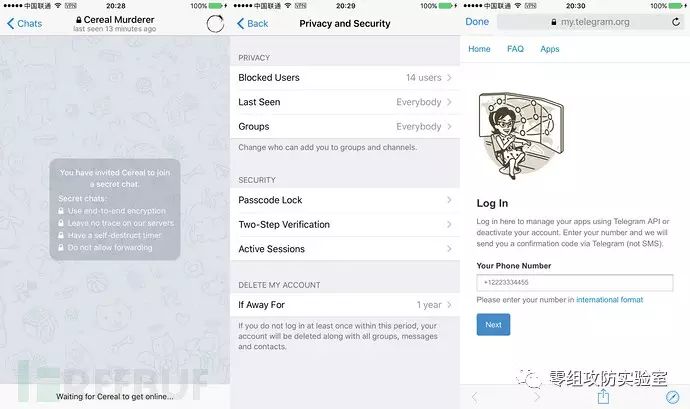 中国联通 VPN 20:28 100%
Chats
Cereal Murderer
last seen 13 minutes ago
You have invited Cereal to join
a secret chat.
Secret chats:
Use end-to-end encryption
Leave no trace on our servers
Have a self-destruct timer
Do not allow forwarding
REEBUF
Waiting for Cereal to get online...
中国联通 VPN 20:29 100%
Back
Privacy and Security
PRIVACY
Blocked Users 14 users
Last Seen Everybody
Groups Everybody
Change who can add you to groups and channels.
SECURITY
Passcode Lock
Two-Step Verification
Active Sessions
DELETE MY ACCOUNT
If Away For 1 year
If you do not log in at least once within this period, your
account will be deleted along with all groups, messages
and contacts.
中国联通 VPN 20:30 100%
Done
my.telegram.org
Home FAQ Apps
Log In
Log in here to manage your apps using Telegram API or
deactivate your account. Enter your number and we will
send you a confirmation code via Telegram (not SMS).
Your Phone Number
+12223334455
Please enter your number in international format
Next
零组攻防实验室